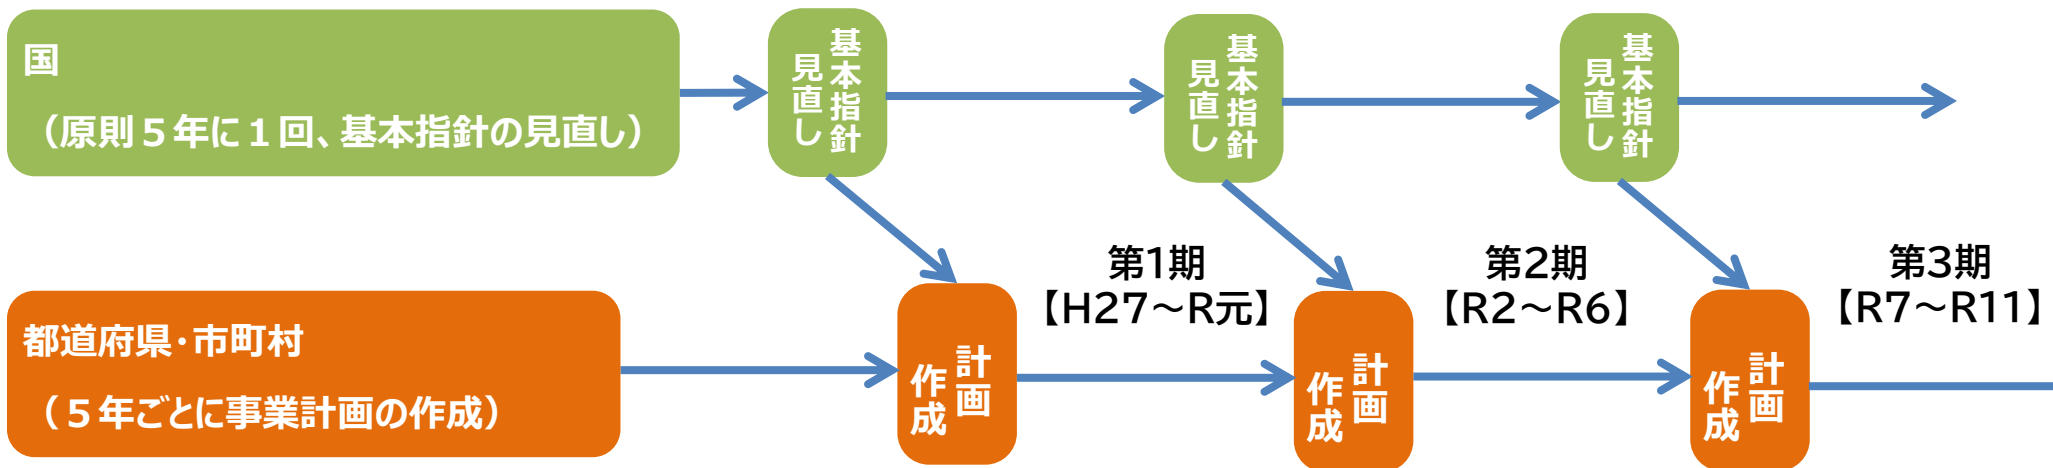 国
（原則５年に１回、基本指針の見直し）
基本指針
見直し
基本指針
見直し
基本指針
見直し
都道府県・市町村
（５年ごとに事業計画の作成）
計画
作成
第1期
【H27～R元】
計画
作成
第2期
【R2～R6】
計画
作成
第3期
【R7～R11】